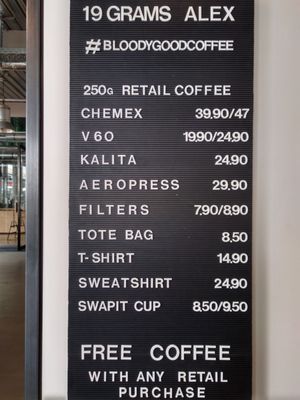 19 GRAMS ALEX
#BLOODYGOODCOFFEE
250G RETAIL COFFEE
CHEMEX 39,90/47
V60 19.90/24.90
KALITA 24.90
AEROPRESS 29.90
FILTERS 7.90/8.90
TOTE BAG 8,50
T-SHIRT 14.90
SWEATSHIRT 24.90
SWAPIT CUP 8.50/9.50
FREE COFFEE
WITH ANY RETAIL
PURCHASE